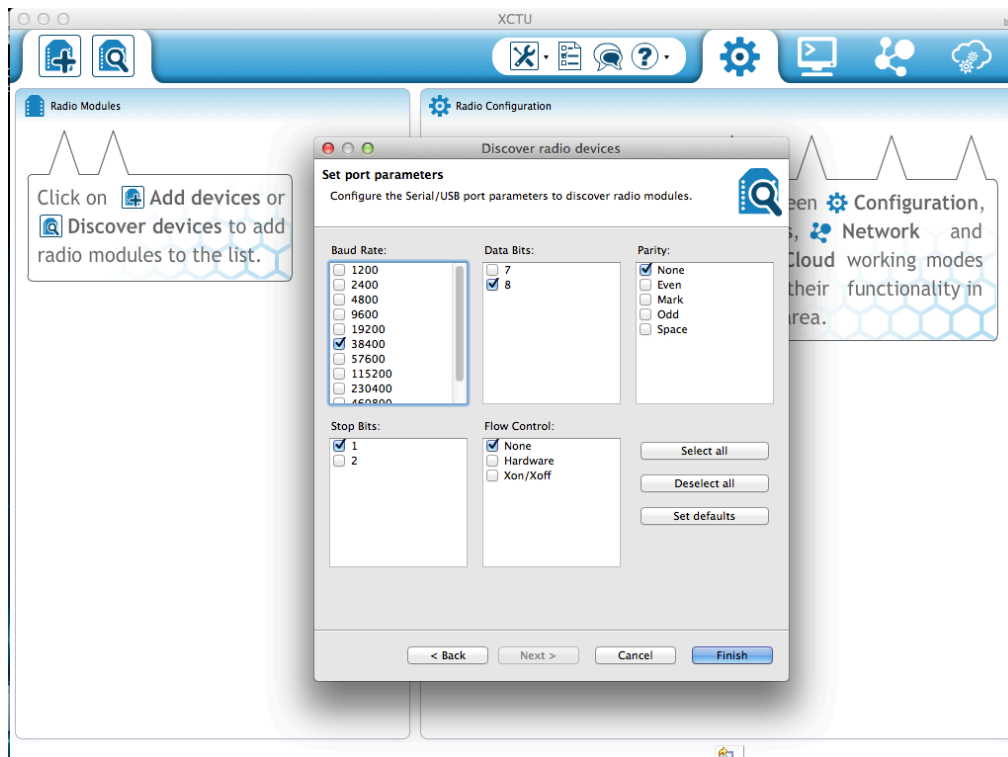 XCTU
Radio Modules
Radio Configuration
Click on Add devices or
Discover devices to add
radio modules to the list.
Discover radio devices
Set port parameters
Configure the Serial/USB port parameters to discover radio modules.
Baud Rate:
1200
2400
4800
9600
19200
38400
57600
115200
230400
460800
Data Bits:
7
8
Parity:
None
Even
Mark
Odd
Space
Stop Bits:
1
2
Flow Control:
None
Hardware
Xon/Xoff
Select all
Deselect all
Set defaults
< Back
Next >
Cancel
Finish
een Configuration,
s, Network and
Cloud working modes
their functionality in
area.